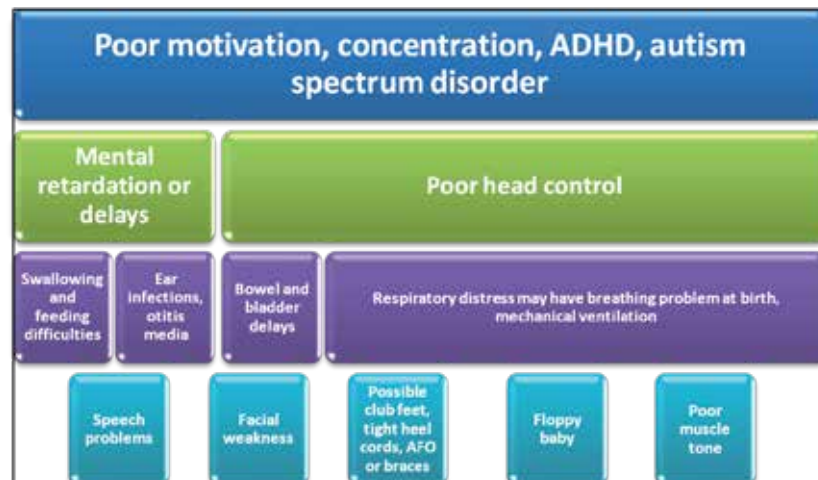 Poor motivation, concentration, ADHD, autism
spectrum disorder
Mental
retardation or
delays
Poor head control
Swallowing
and
feeding
difficulties
Ear
infections,
otitis
media
Bowel and
bladder
delays
Respiratory distress may have breathing problem at birth,
mechanical ventilation
Speech
problems
Facial
weakness
Possible
club feet,
tight heel
cords, AFO
or braces
Floppy
baby
Poor
muscle
tone